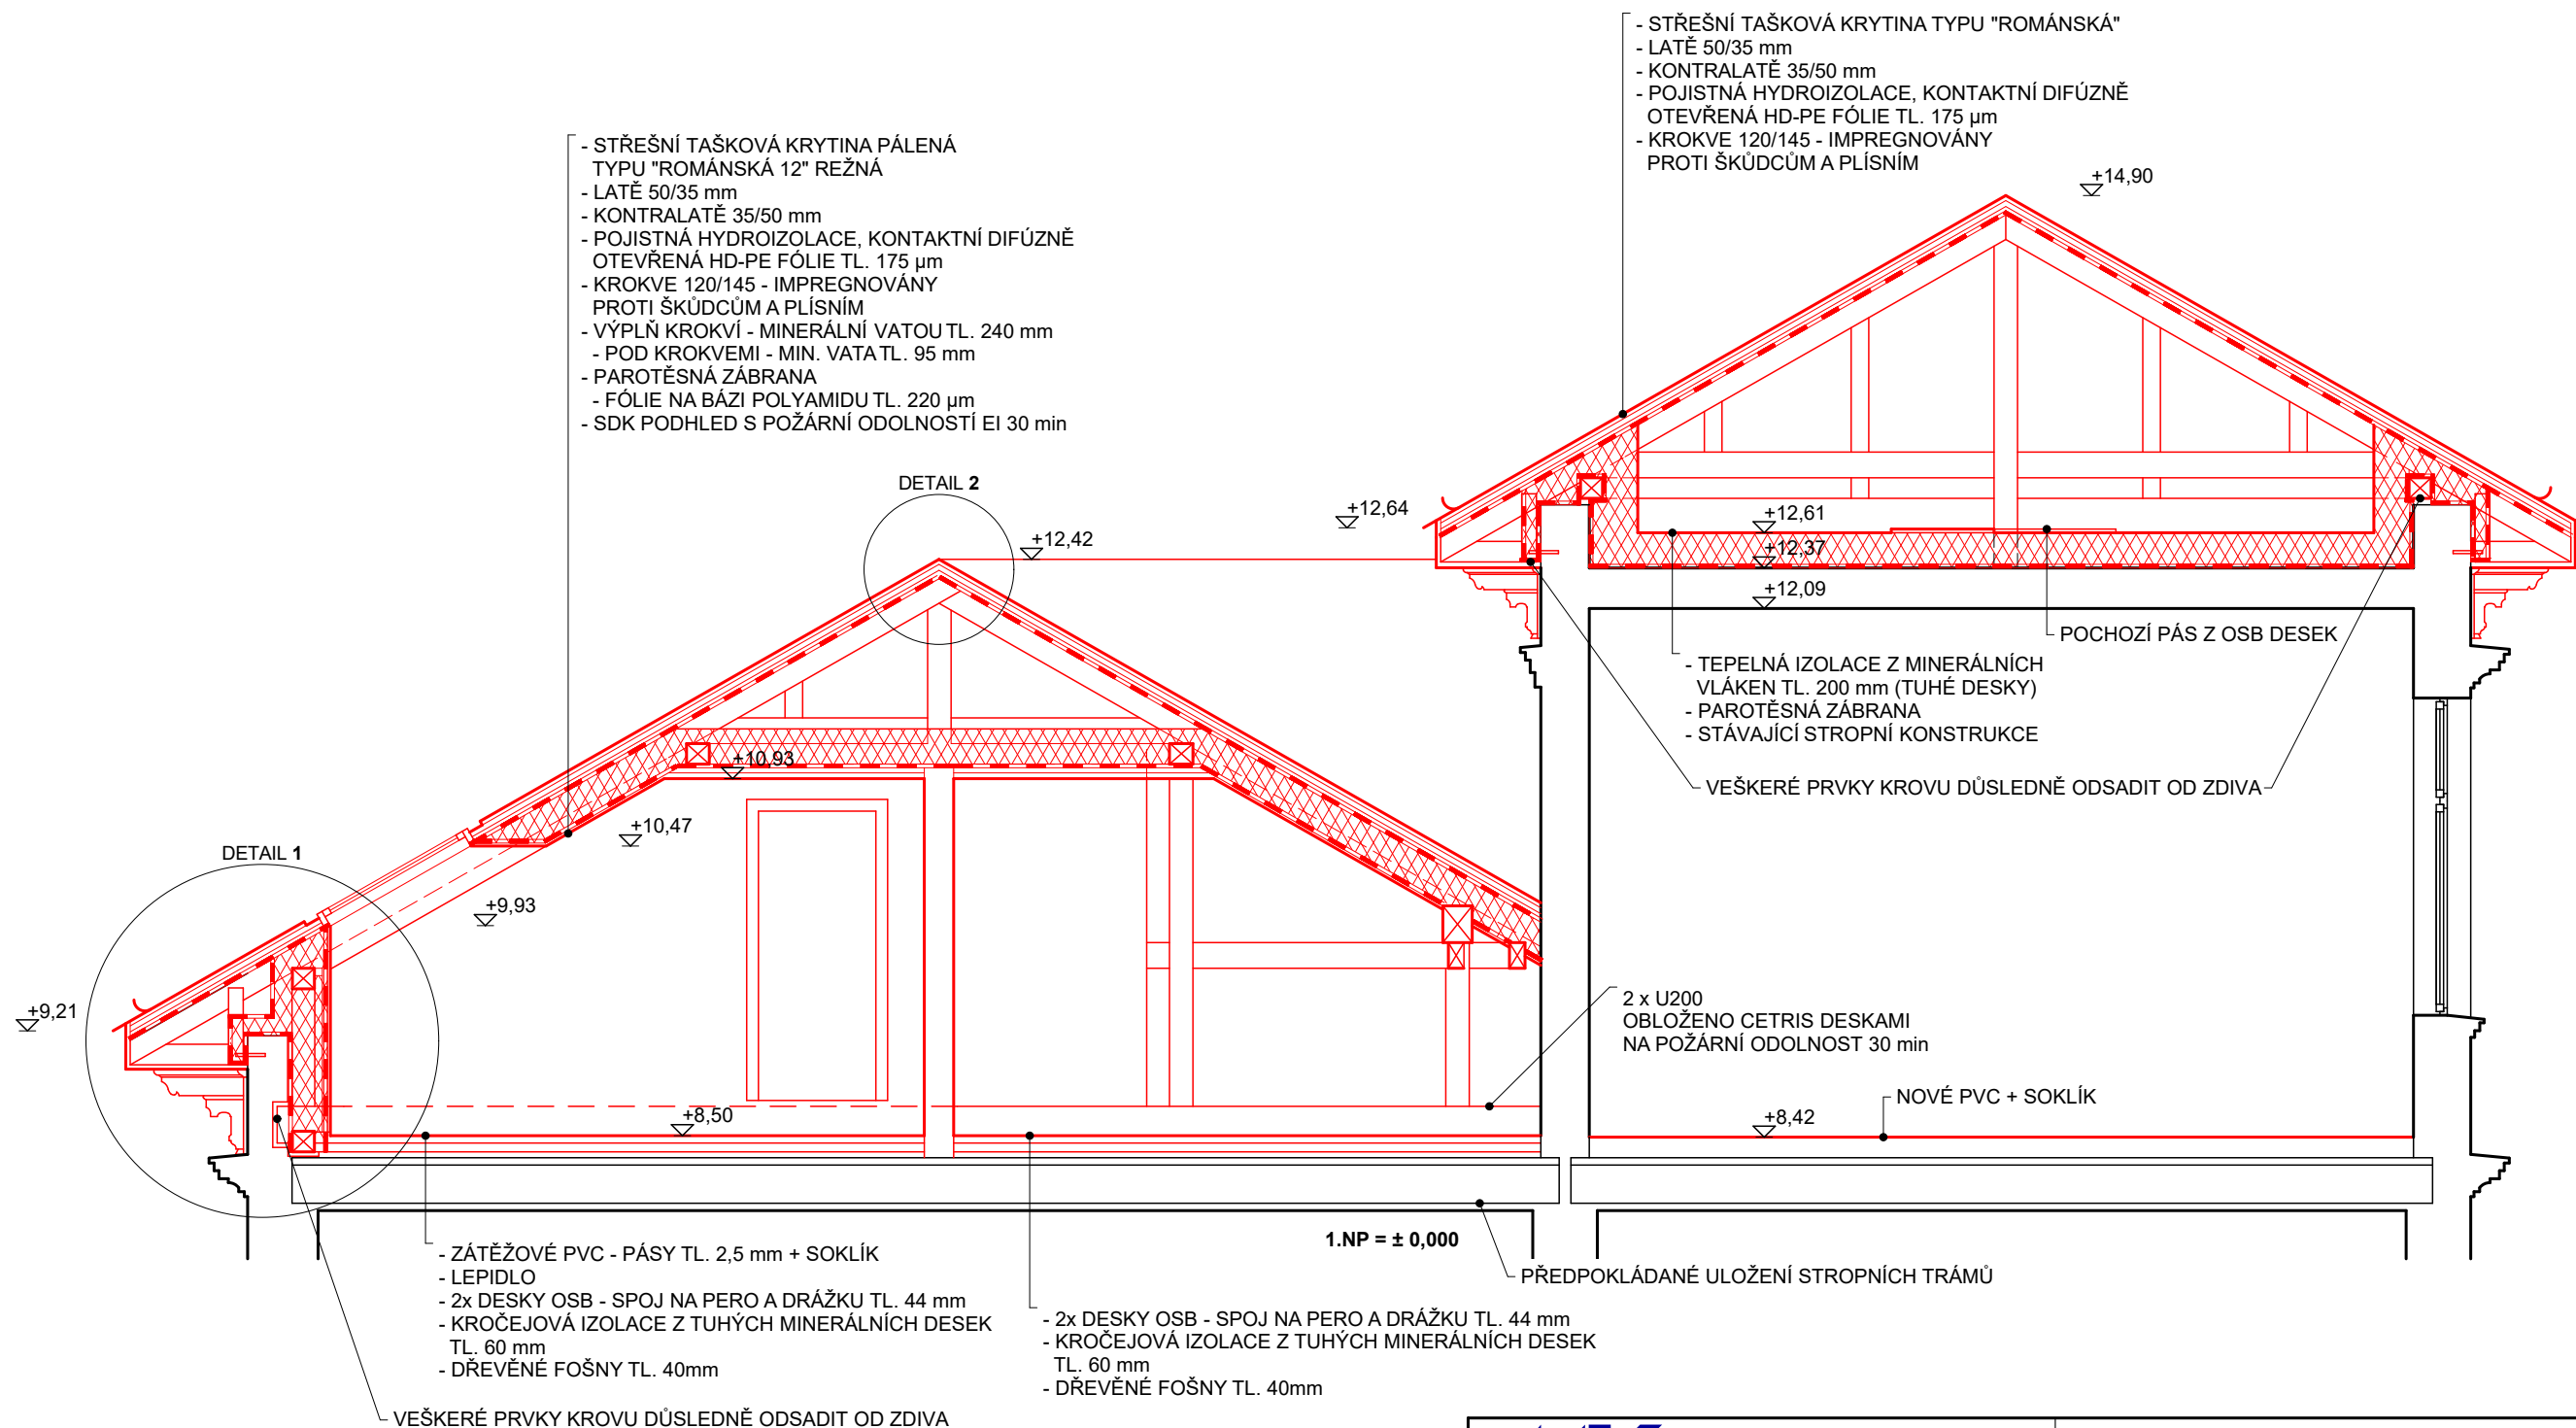 - STŘEŠNÍ TAŠKOVÁ KRYTINA TYPU "ROMÁNSKÁ"
- LATĚ 50/35 mm
- KONTRALATĚ 35/50 mm
- POJISTNÁ HYDROIZOLACE, KONTAKTNÍ DIFÚZNĚ
OTEVŘENÁ HD-PE FÓLIE TL. 175 µm
- KROKVE 120/145 - IMPREGNOVÁNY
PROTI ŠKŮDCŮM A PLÍSNÍM
- STŘEŠNÍ TAŠKOVÁ KRYTINA PÁLENÁ
TYPU "ROMÁNSKÁ 12" REŽNÁ
- LATĚ 50/35 mm
- KONTRALATĚ 35/50 mm
- POJISTNÁ HYDROIZOLACE, KONTAKTNÍ DIFÚZNĚ
OTEVŘENÁ HD-PE FÓLIE TL. 175 µm
- KROKVE 120/145 - IMPREGNOVÁNY
PROTI ŠKŮDCŮM A PLÍSNÍM
- VÝPLŇ KROKVÍ - MINERÁLNÍ VATOU TL. 240 mm
- POD KROKVEMI - MIN. VATA TL. 95 mm
- PAROTĚSNÁ ZÁBRANA
- FÓLIE NA BÁZI POLYAMIDU TL. 220 µm
- SDK PODHLED S POŽÁRNÍ ODOLNOSTÍ EI 30 min
+14,90
DETAIL 2
+12,64
+12,61
+12,42
+12,37
+12,09
POCHOZÍ PÁS Z OSB DESEK
- TEPELNÁ IZOLACE Z MINERÁLNÍCH
VLÁKEN TL. 200 mm (TUHÉ DESKY)
- PAROTĚSNÁ ZÁBRANA
- STÁVAJÍCÍ STROPNÍ KONSTRUKCE
+10,93
VEŠKERÉ PRVKY KROVU DŮSLEDNĚ ODSADIT OD ZDIVA
+10,47
DETAIL 1
+9,93
+9,21
2 x U200
OBLOŽENO CETRIS DESKAMI
NA POŽÁRNÍ ODOLNOST 30 min
NOVÉ PVC + SOKLÍK
+8,50
+8,42
1.NP = ± 0,000
- ZÁTĚŽOVÉ PVC - PÁSY TL. 2,5 mm + SOKLÍK
- LEPIDLO
- 2x DESKY OSB - SPOJ NA PERO A DRÁŽKU TL. 44 mm
- KROČEJOVÁ IZOLACE Z TUHÝCH MINERÁLNÍCH DESEK
TL. 60 mm
- DŘEVĚNÉ FOŠNY TL. 40mm
PŘEDPOKLÁDANÉ ULOŽENÍ STROPNÍCH TRÁMŮ
- 2x DESKY OSB - SPOJ NA PERO A DRÁŽKU TL. 44 mm
- KROČEJOVÁ IZOLACE Z TUHÝCH MINERÁLNÍCH DESEK
TL. 60 mm
- DŘEVĚNÉ FOŠNY TL. 40mm
VEŠKERÉ PRVKY KROVU DŮSLEDNĚ ODSADIT OD ZDIVA